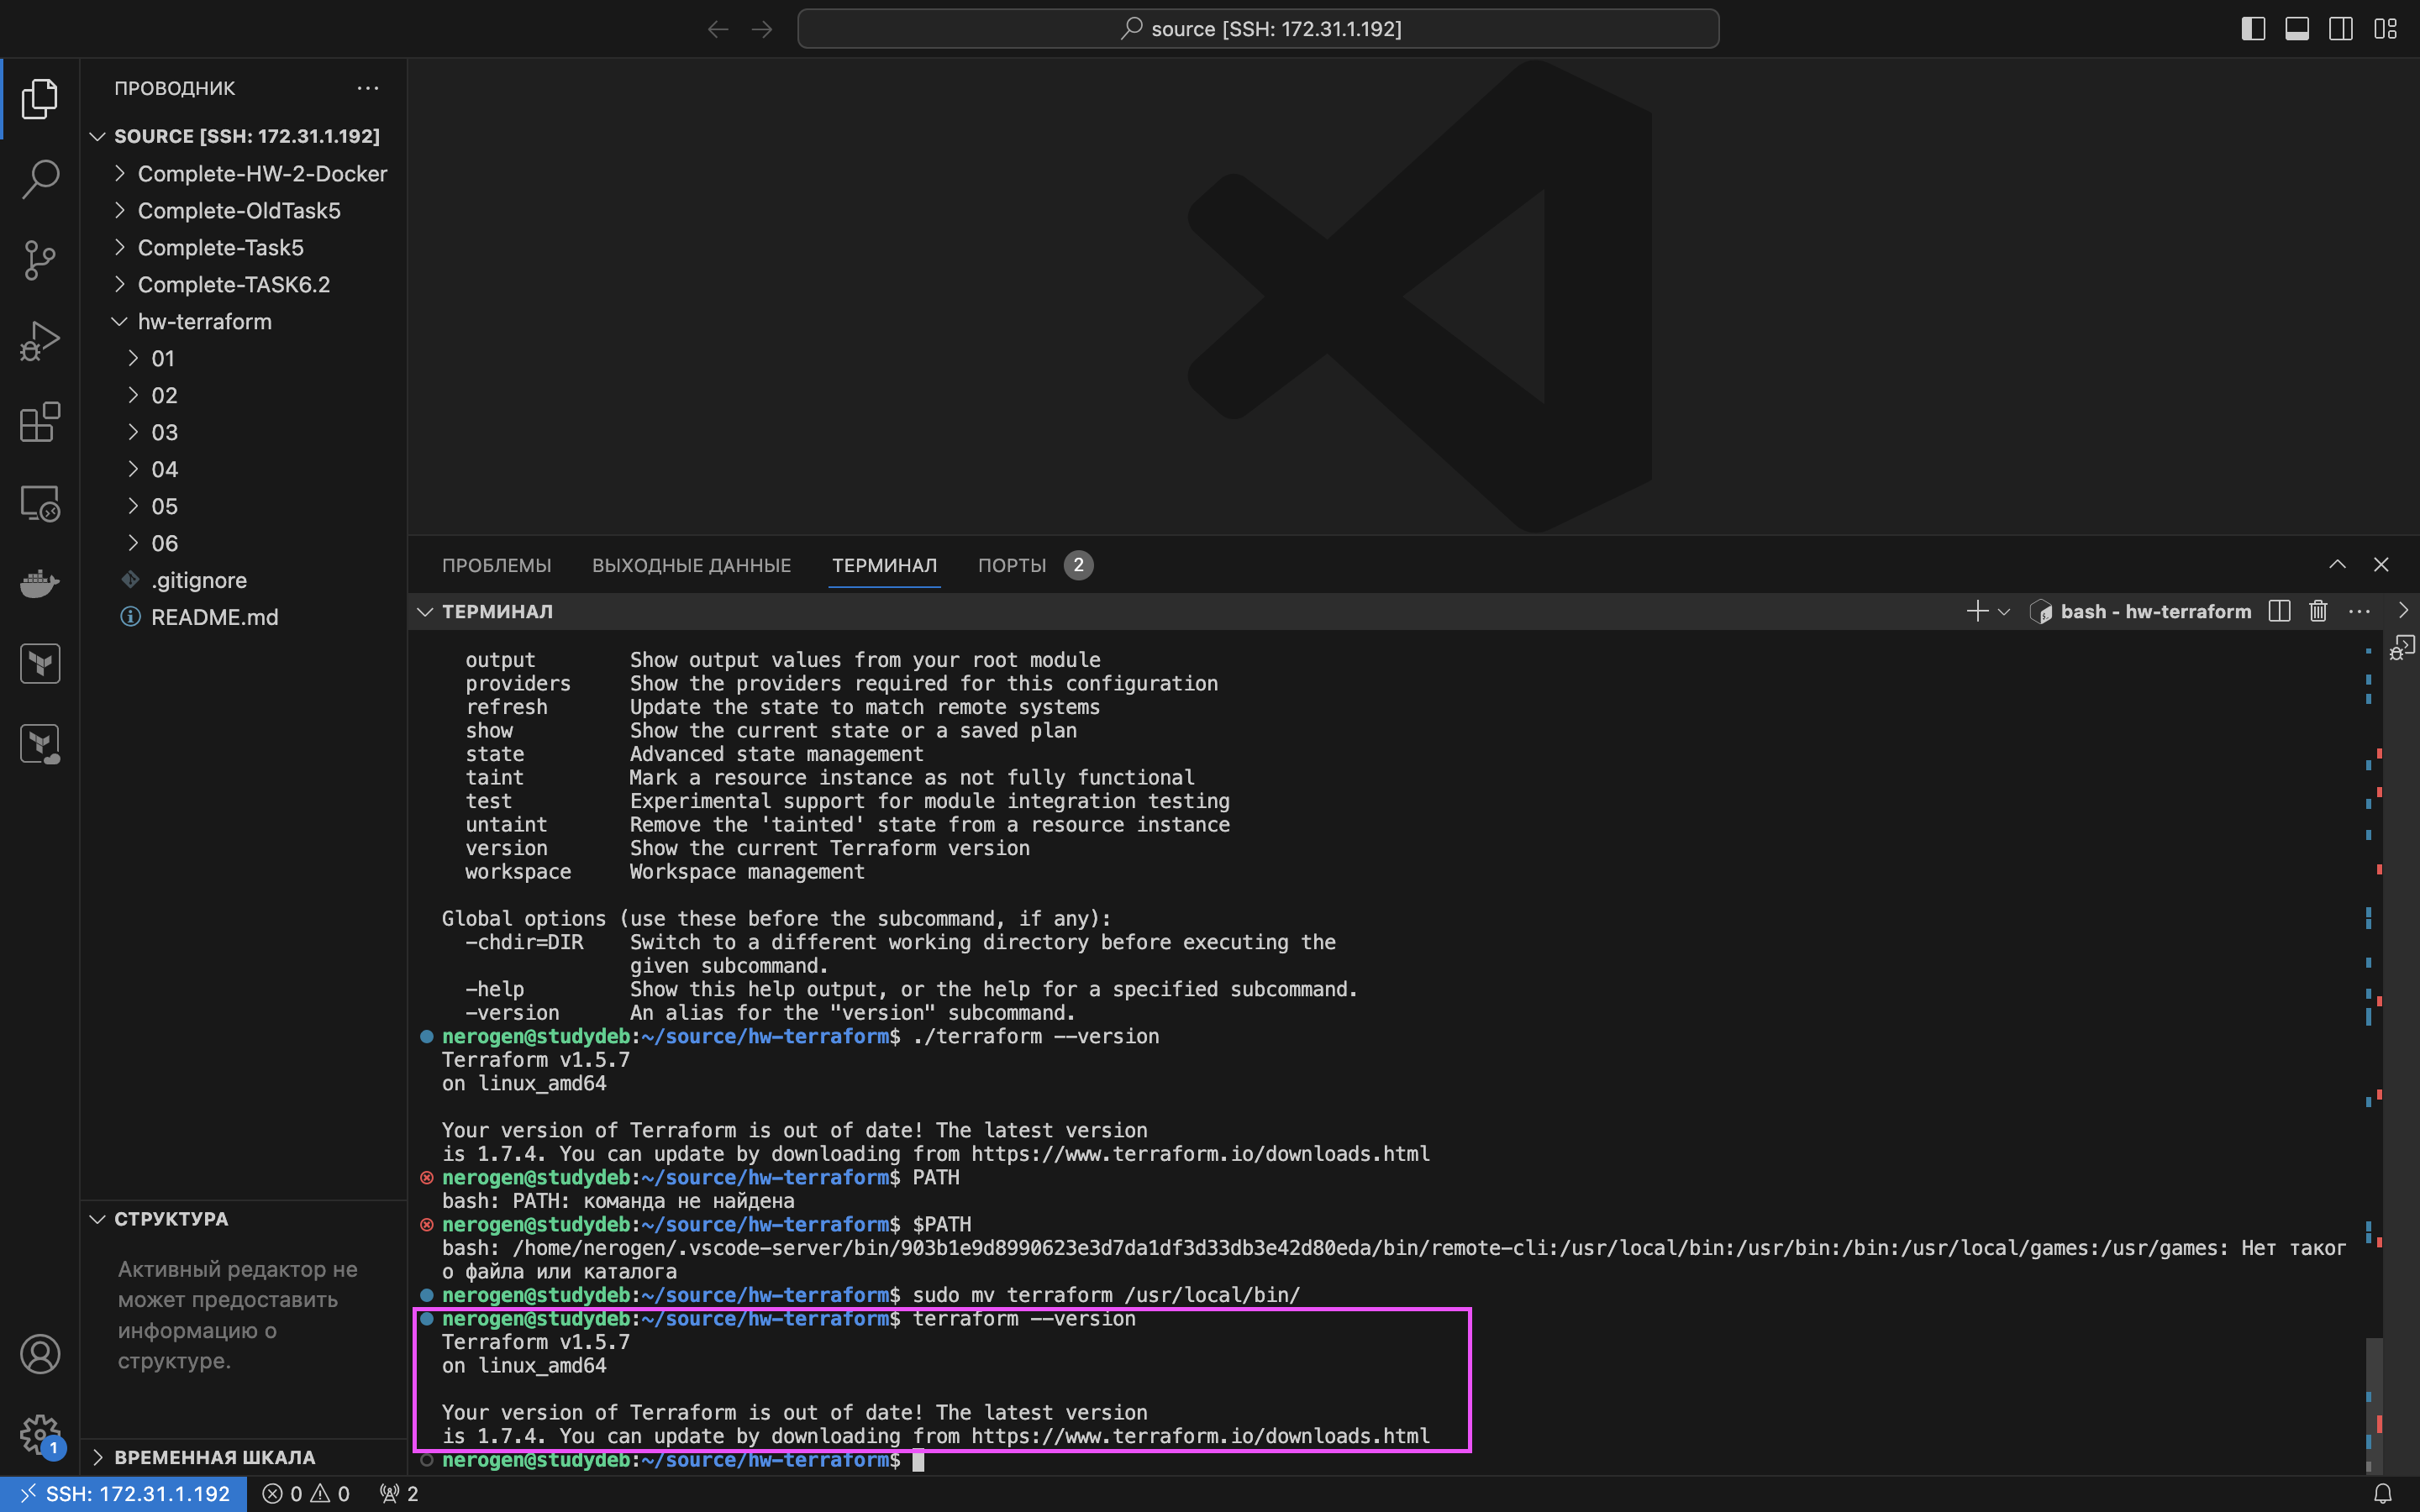 source [SSH: 172.31.1.192]
ПРОВОДНИК
SOURCE [SSH: 172.31.1.192]
Complete-HW-2-Docker
Complete-OldTask5
Complete-Task5
Complete-TASK6.2
hw-terraform
01
02
03
04
05
06
.gitignore
README.md
СТРУКТУРА
Активный редактор не
может предоставить
информацию о
структуре.
ВРЕМЕННАЯ ШКАЛА
1
ПРОБЛЕМЫ ВЫХОДНЫЕ ДАННЫЕ ТЕРМИНАЛ ПОРТЫ 2
ТЕРМИНАЛ bash - hw-terraform
output Show output values from your root module
providers Show the providers required for this configuration
refresh Update the state to match remote systems
show Show the current state or a saved plan
state Advanced state management
taint Mark a resource instance as not fully functional
test Experimental support for module integration testing
untaint Remove the 'tainted' state from a resource instance
version Show the current Terraform version
workspace Workspace management
Global options (use these before the subcommand, if any):
-chdir=DIR Switch to a different working directory before executing the
given subcommand.
-help Show this help output, or the help for a specified subcommand.
-version An alias for the "version" subcommand.
nerogen@studydeb:~/source/hw-terraform$ ./terraform --version
Terraform v1.5.7
on linux_amd64
Your version of Terraform is out of date! The latest version
is 1.7.4. You can update by downloading from https://www.terraform.io/downloads.html
nerogen@studydeb:~/source/hw-terraform$ PATH
bash: PATH: команда не найдена
nerogen@studydeb:~/source/hw-terraform$ $PATH
bash: /home/nerogen/.vscode-server/bin/903b1e9d8990623e3d7da1df3d33db3e42d80eda/bin/remote-cli:/usr/local/bin:/usr/bin:/bin:/usr/local/games:/usr/games: Нет таког
о файла или каталога
nerogen@studydeb:~/source/hw-terraform$ sudo mv terraform /usr/local/bin/
nerogen@studydeb:~/source/hw-terraform$ terraform --version
Terraform v1.5.7
on linux_amd64
Your version of Terraform is out of date! The latest version
is 1.7.4. You can update by downloading from https://www.terraform.io/downloads.html
nerogen@studydeb:~/source/hw-terraform$
SSH: 172.31.1.192 0 0 2